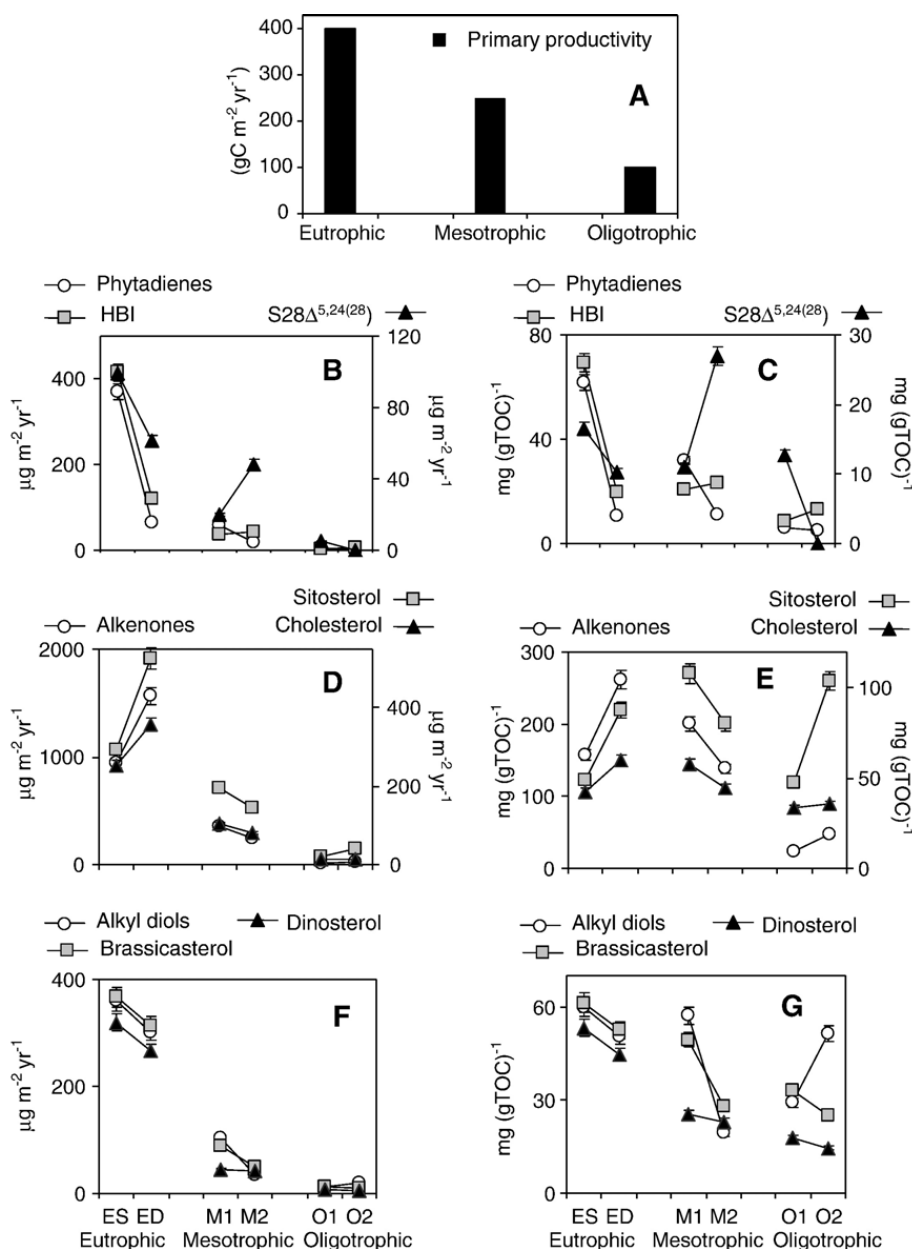 400
300
200
100
0
(gC m⁻² yr⁻¹)
Primary productivity
A
Eutrophic Mesotrophic Oligotrophic
Phytadienes
HBI
S28Δ⁵,²⁴⁽²⁸⁾
B
400
200
0
µg m⁻² yr⁻¹
120
80
40
0
µg m⁻² yr⁻¹
Phytadienes
HBI
S28Δ⁵,²⁴⁽²⁸⁾
C
80
40
0
mg (gTOC)⁻¹
30
20
10
0
mg (gTOC)⁻¹
Sitosterol
Alkenones
Cholesterol
D
2000
1000
0
µg m⁻² yr⁻¹
400
200
0
µg m⁻² yr⁻¹
Sitosterol
Alkenones
Cholesterol
E
300
200
100
0
mg (gTOC)⁻¹
100
50
0
mg (gTOC)⁻¹
Alkyl diols
Dinosterol
Brassicasterol
F
400
200
0
µg m⁻² yr⁻¹
ES ED M1 M2 O1 O2
Eutrophic Mesotrophic Oligotrophic
Alkyl diols
Dinosterol
Brassicasterol
G
60
30
0
mg (gTOC)⁻¹
ES ED M1 M2 O1 O2
Eutrophic Mesotrophic Oligotrophic